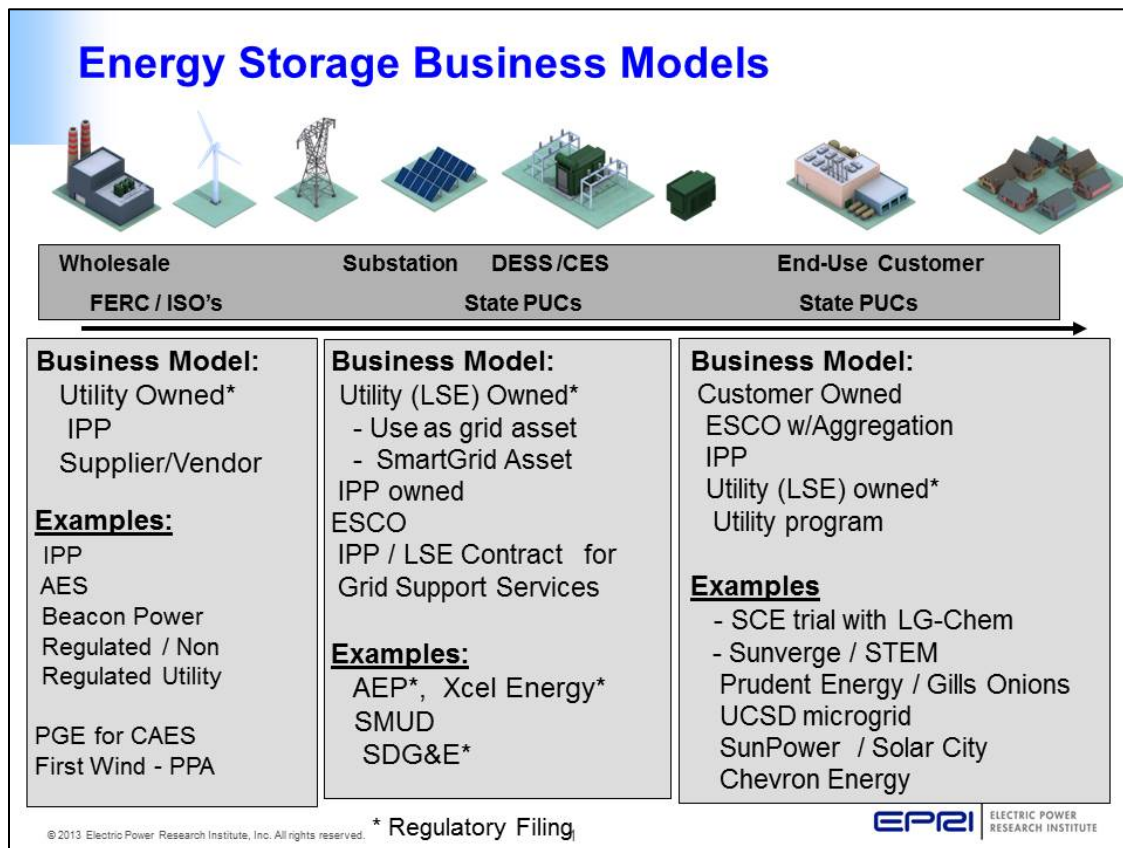 Energy Storage Business Models
Wholesale Substation DESS/CES End-Use Customer
FERC / ISO's State PUCs State PUCs
Business Model:
Utility Owned*
IPP
Supplier/Vendor
Examples:
IPP
AES
Beacon Power
Regulated / Non
Regulated Utility
PGE for CAES
First Wind - PPA
Business Model:
Utility (LSE) Owned*
- Use as grid asset
- SmartGrid Asset
IPP owned
ESCO
IPP / LSE Contract for
Grid Support Services
Examples:
AEP*, Xcel Energy*
SMUD
SDG&E*
Business Model:
Customer Owned
ESCO w/Aggregation
IPP
Utility (LSE) owned*
Utility program
Examples
- SCE trial with LG-Chem
- Sunverge / STEM
Prudent Energy / Gills Onions
UCSD microgrid
SunPower / Solar City
Chevron Energy
© 2013 Electric Power Research Institute, Inc. All rights reserved.
* Regulatory Filing
1
EPRI
ELECTRIC POWER
RESEARCH INSTITUTE